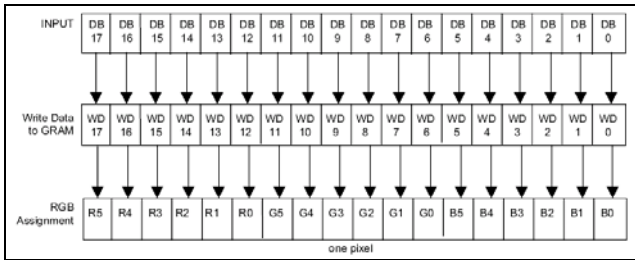 INPUT DB DB DB DB DB DB DB DB DB DB DB DB DB DB DB DB DB DB
17 16 15 14 13 12 11 10 9 8 7 6 5 4 3 2 1 0
Write Data WD WD WD WD WD WD WD WD WD WD WD WD WD WD WD WD WD WD
to GRAM 17 16 15 14 13 12 11 10 9 8 7 6 5 4 3 2 1 0
RGB
Assignment R5 R4 R3 R2 R1 R0 G5 G4 G3 G2 G1 G0 B5 B4 B3 B2 B1 B0
one pixel